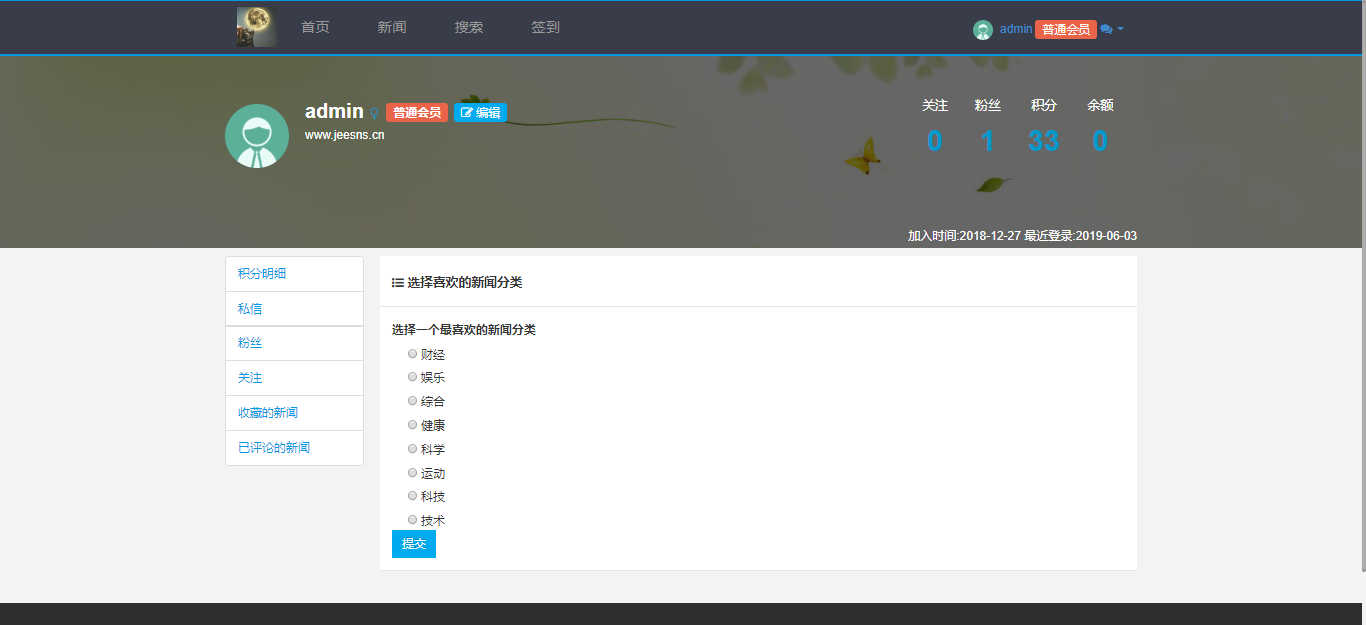 首页 新闻 搜索 签到 admin 普通会员
admin 普通会员 编辑
www.jeesns.cn
关注 粉丝 积分 余额
0 1 33 0
加入时间:2018-12-27 最近登录:2019-06-03
积分明细
私信
粉丝
关注
收藏的新闻
已评论的新闻
选择喜欢的新闻分类
选择一个最喜欢的新闻分类
财经
娱乐
综合
健康
科学
运动
科技
技术
提交